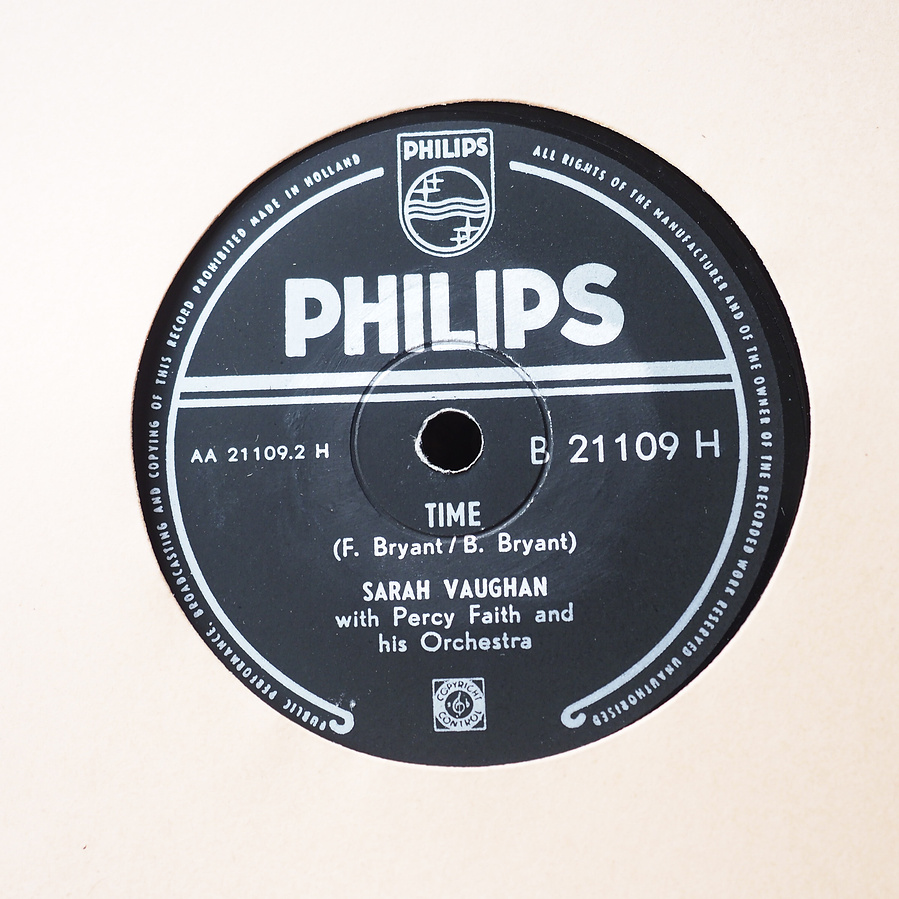 PHILIPS
PHILIPS
AA 21109.2 H
B 21109 H
TIME
(F. Bryant / B. Bryant)
SARAH VAUGHAN
with Percy Faith and
his Orchestra
COPYRIGHT
CONTROL
ALL RIGHTS OF THE MANUFACTURER AND OF THE OWNER OF THE RECORDED WORK RESERVED UNAUTHORISED
PUBLIC PERFORMANCE, BROADCASTING AND COPYING OF THIS RECORD PROHIBITED MADE IN HOLLAND